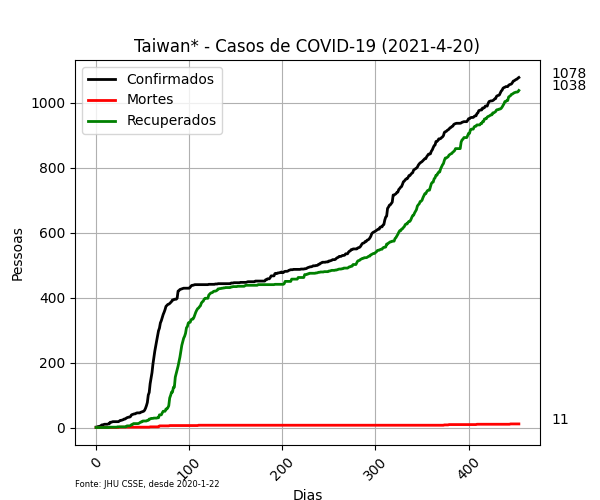 Taiwan* - Casos de COVID-19 (2021-4-20)
Confirmados
Mortes
Recuperados
1078
1038
11
Pessoas
1000
800
600
400
200
0
0
100
200
300
400
Fonte: JHU CSSE, desde 2020-1-22
Dias